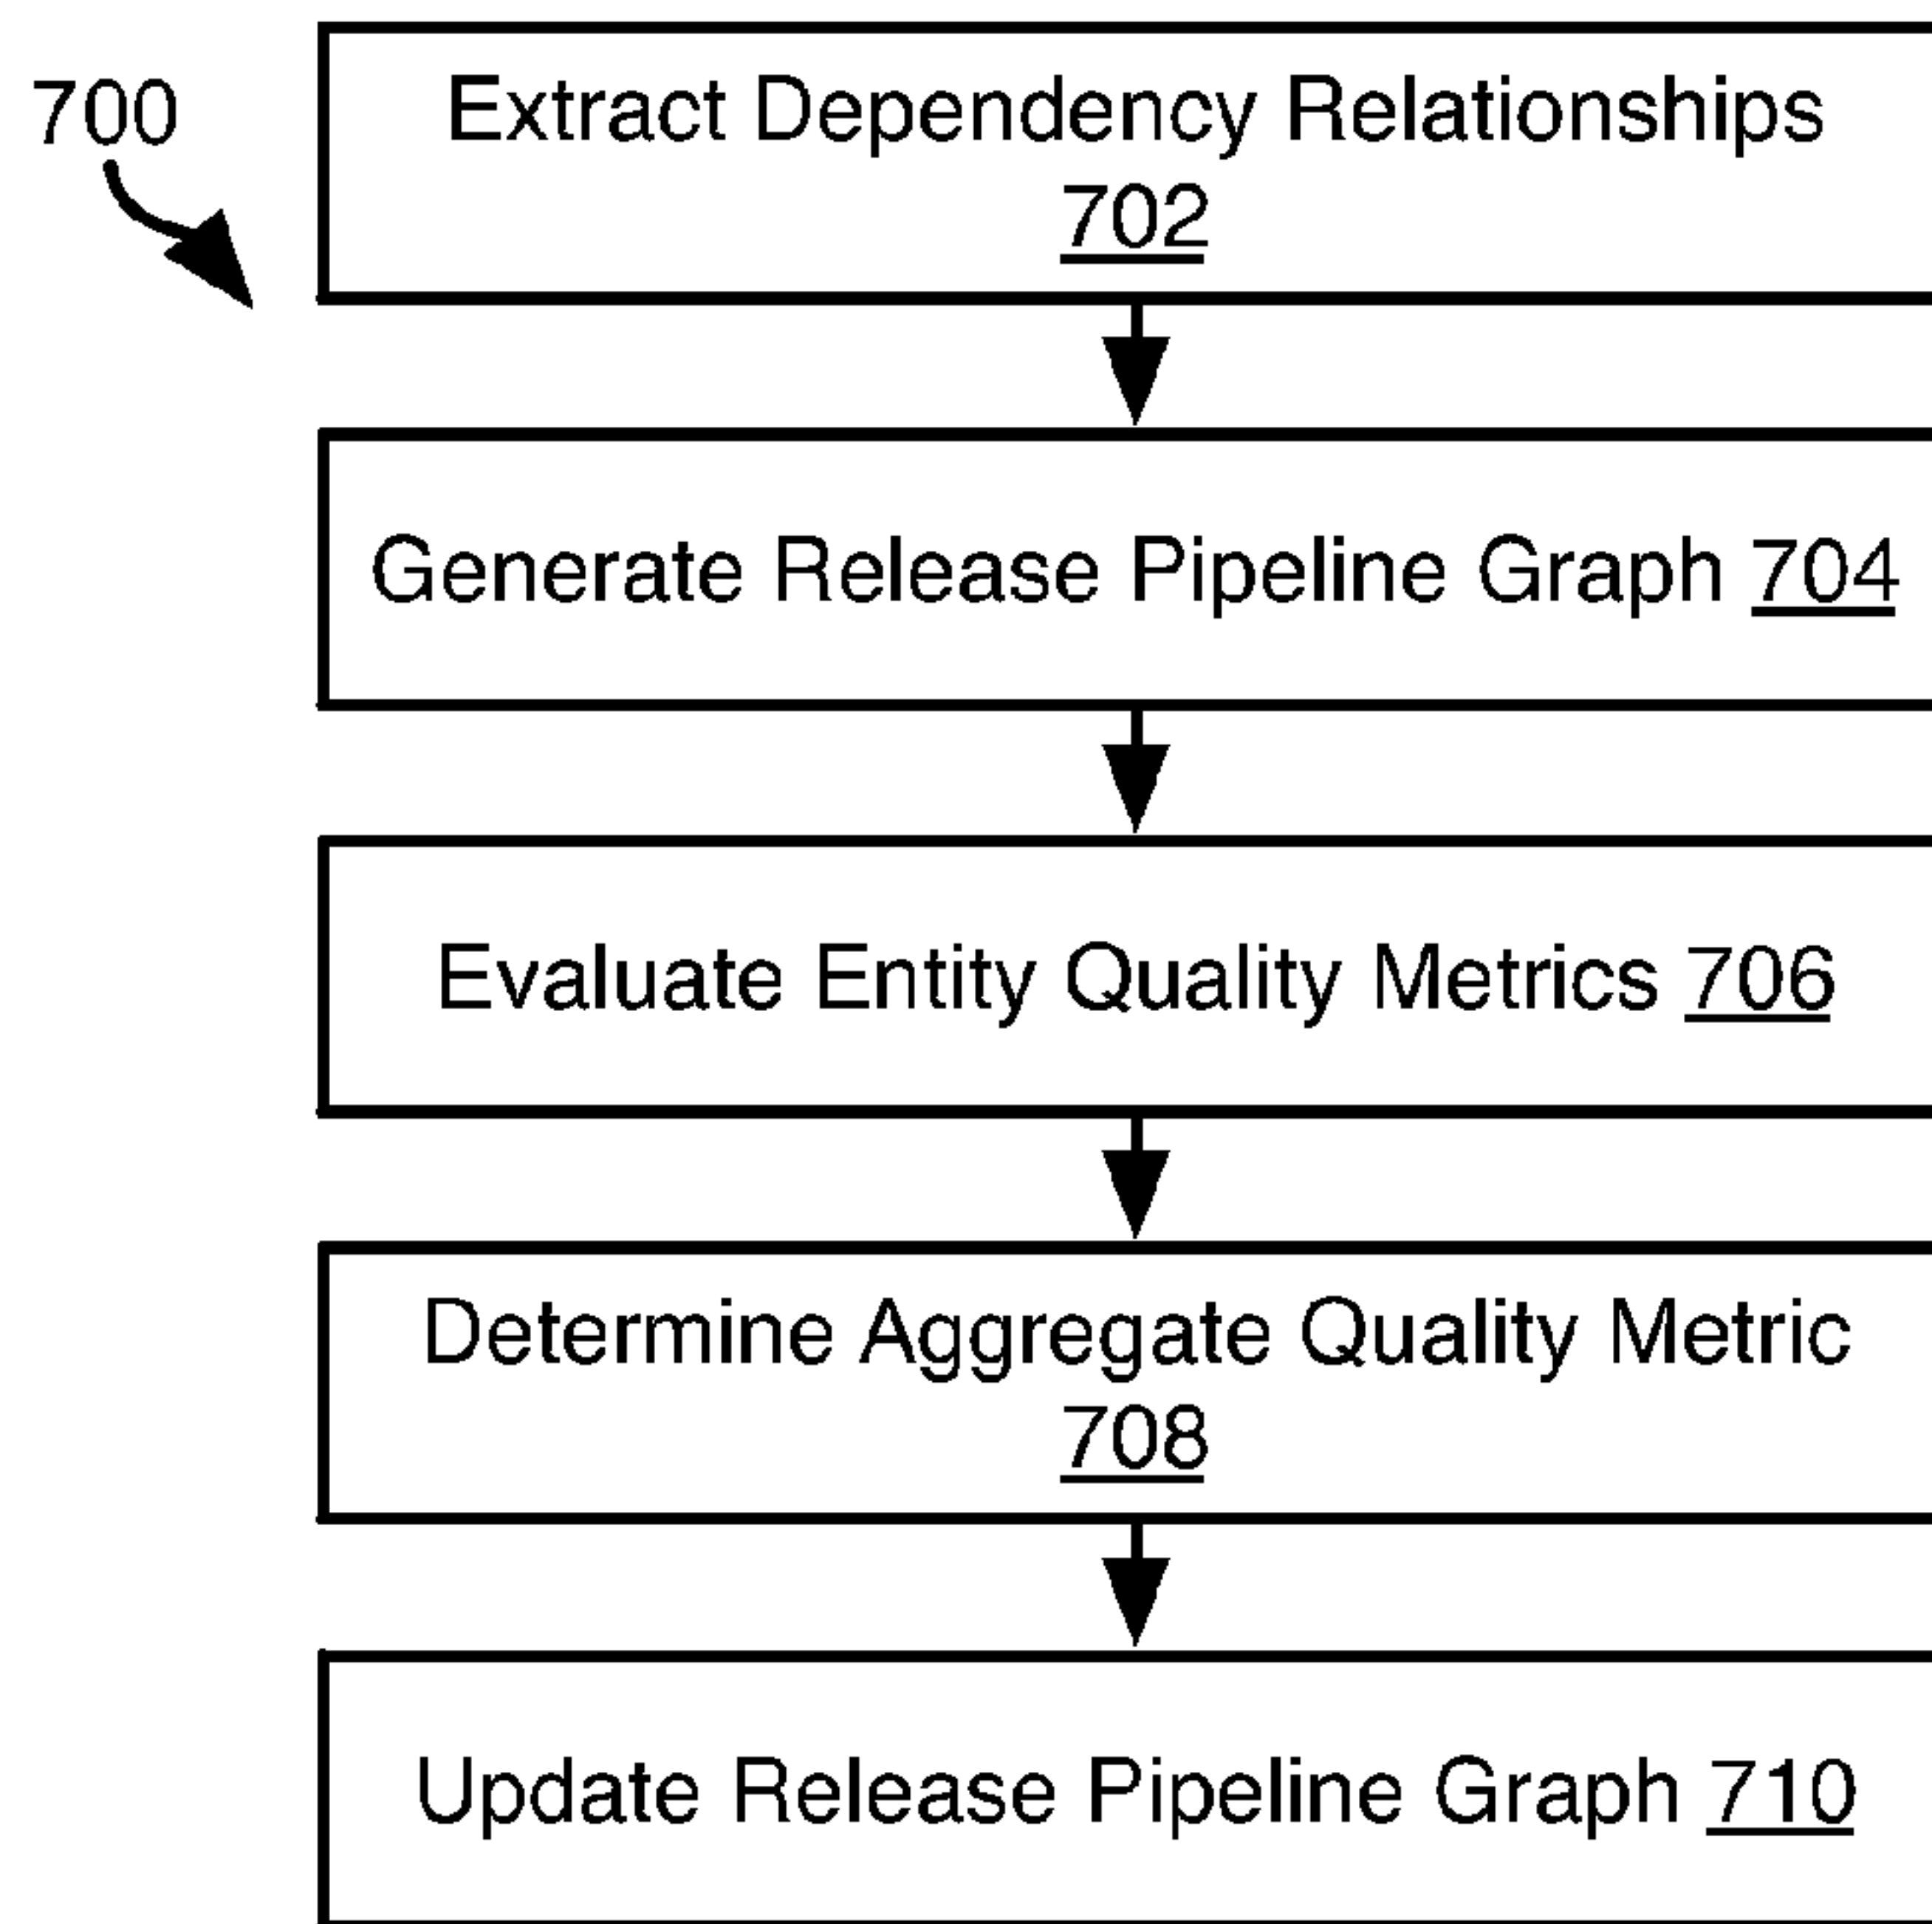 700
Extract Dependency Relationships
702
Generate Release Pipeline Graph 704
Evaluate Entity Quality Metrics 706
Determine Aggregate Quality Metric
708
Update Release Pipeline Graph 710